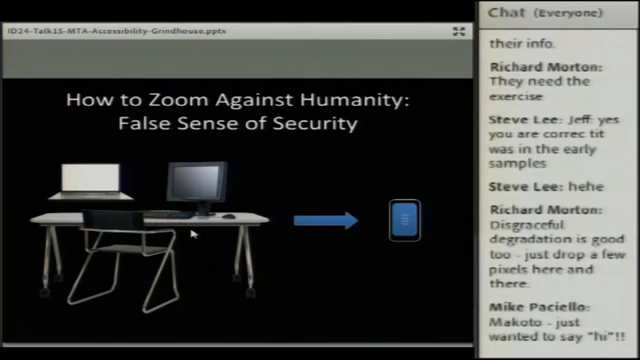 ID24-Talk15-MTA-Accessibility-Grindhouse.pptx
How to Zoom Against Humanity:
False Sense of Security
Chat (Everyone)
their info.
Richard Morton:
They need the
exercise
Steve Lee: Jeff: yes
you are correc tit
was in the early
samples
Steve Lee: hehe
Richard Morton:
Disgraceful
degradation is good
too - just drop a few
pixels here and
there.
Mike Paciello:
Makoto - just
wanted to say "hi"!!